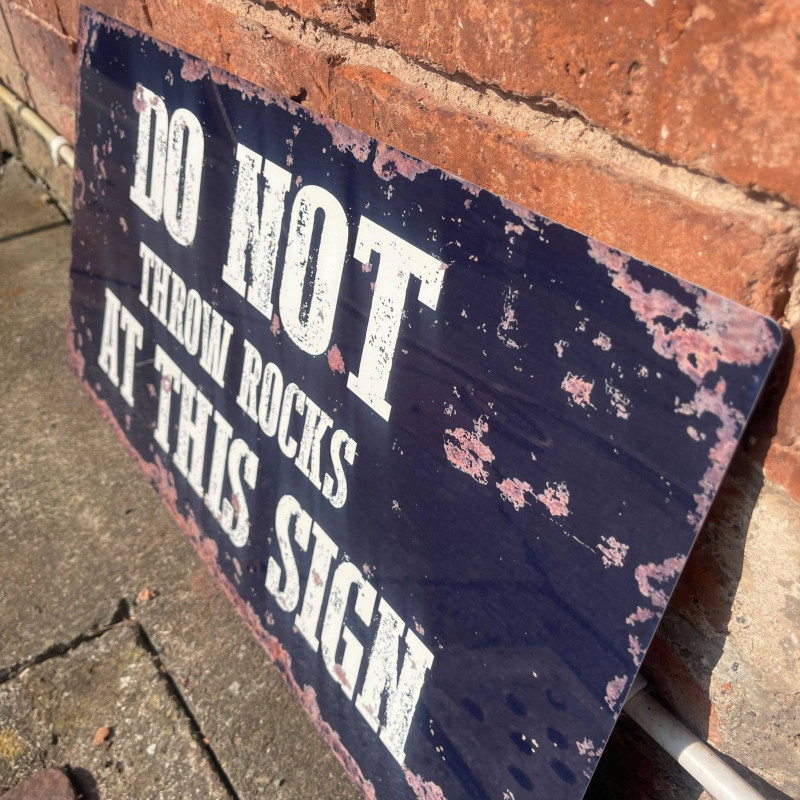 DO NOT
THROW ROCKS
AT THIS SIGN